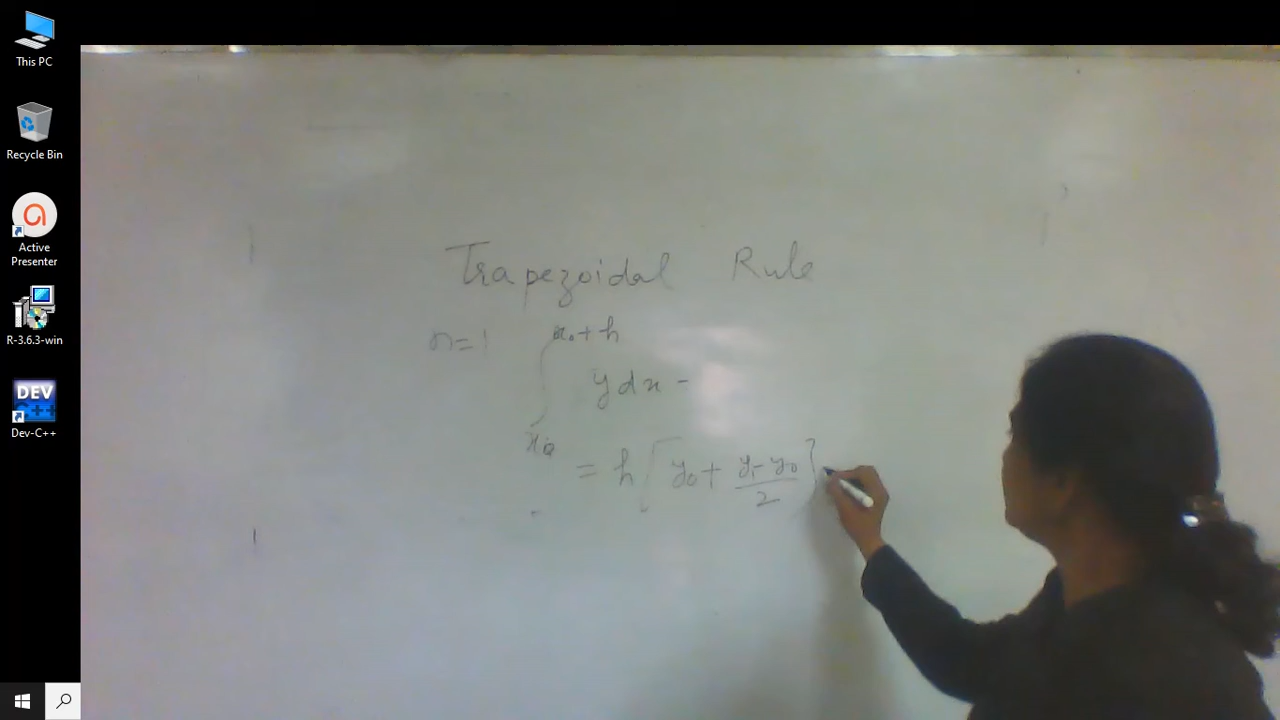 This PC
Recycle Bin
Active
Presenter
R-3.6.3-win
DEV
C++
Dev-C++
Trapezoidal Rule
n=1
x₀+h
∫ y dx -
x₀
= h [ y₀ + (y₁ - y₀)/2 ]